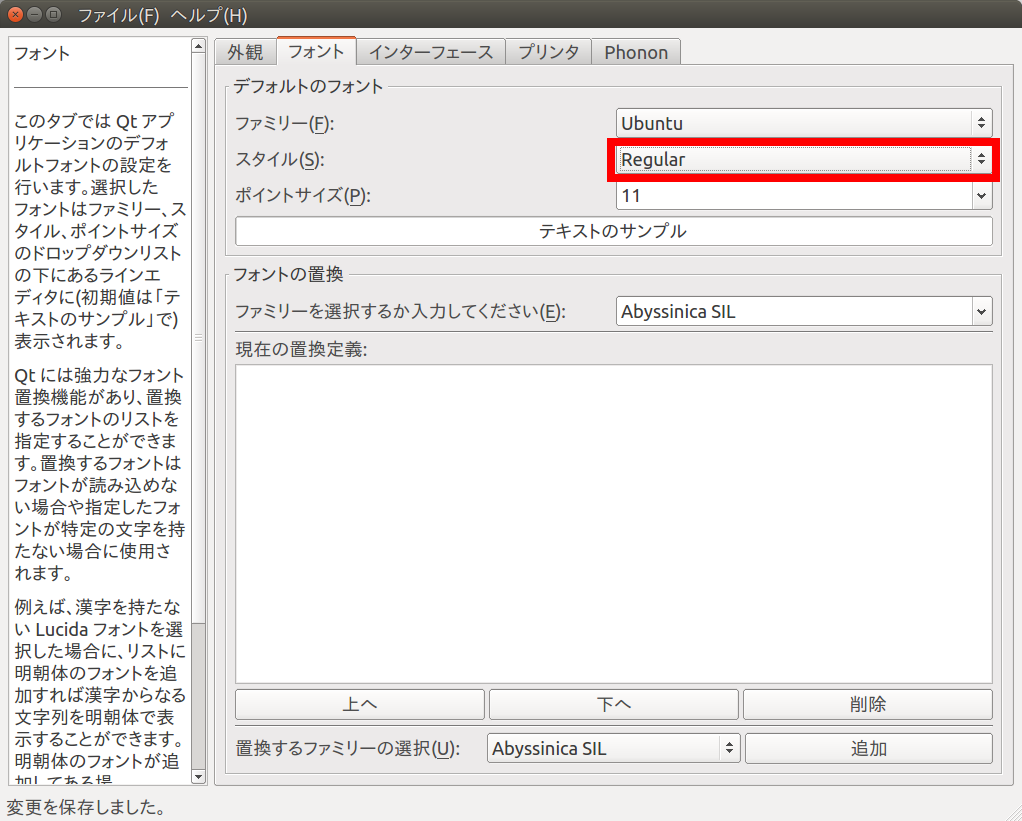 ファイル(F) ヘルプ(H)
フォント
このタブでは Qt アプ
リケーションのデフォ
ルトフォントの設定を
行います。選択した
フォントはファミリー、ス
タイル、ポイントサイズ
のドロップダウンリスト
の下にあるラインエ
ディタに(初期値は「テ
キストのサンプル」で)
表示されます。
Qt には強力なフォント
置換機能があり、置換
するフォントのリストを
指定することができま
す。置換するフォントは
フォントが読み込めな
い場合や指定したフォ
ントが特定の文字を持
たない場合に使用さ
れます。
例えば、漢字を持たな
い Lucida フォントを選
択した場合に、リストに
明朝体のフォントを追
加すれば漢字からなる
文字列を明朝体で表
示することができます。
明朝体のフォントが追
加してある場
外観 フォント インターフェース プリンタ Phonon
デフォルトのフォント
ファミリー(F): Ubuntu
スタイル(S): Regular
ポイントサイズ(P): 11
テキストのサンプル
フォントの置換
ファミリーを選択するか入力してください(E): Abyssinica SIL
現在の置換定義:
上へ 下へ 削除
置換するファミリーの選択(U): Abyssinica SIL 追加
変更を保存しました。